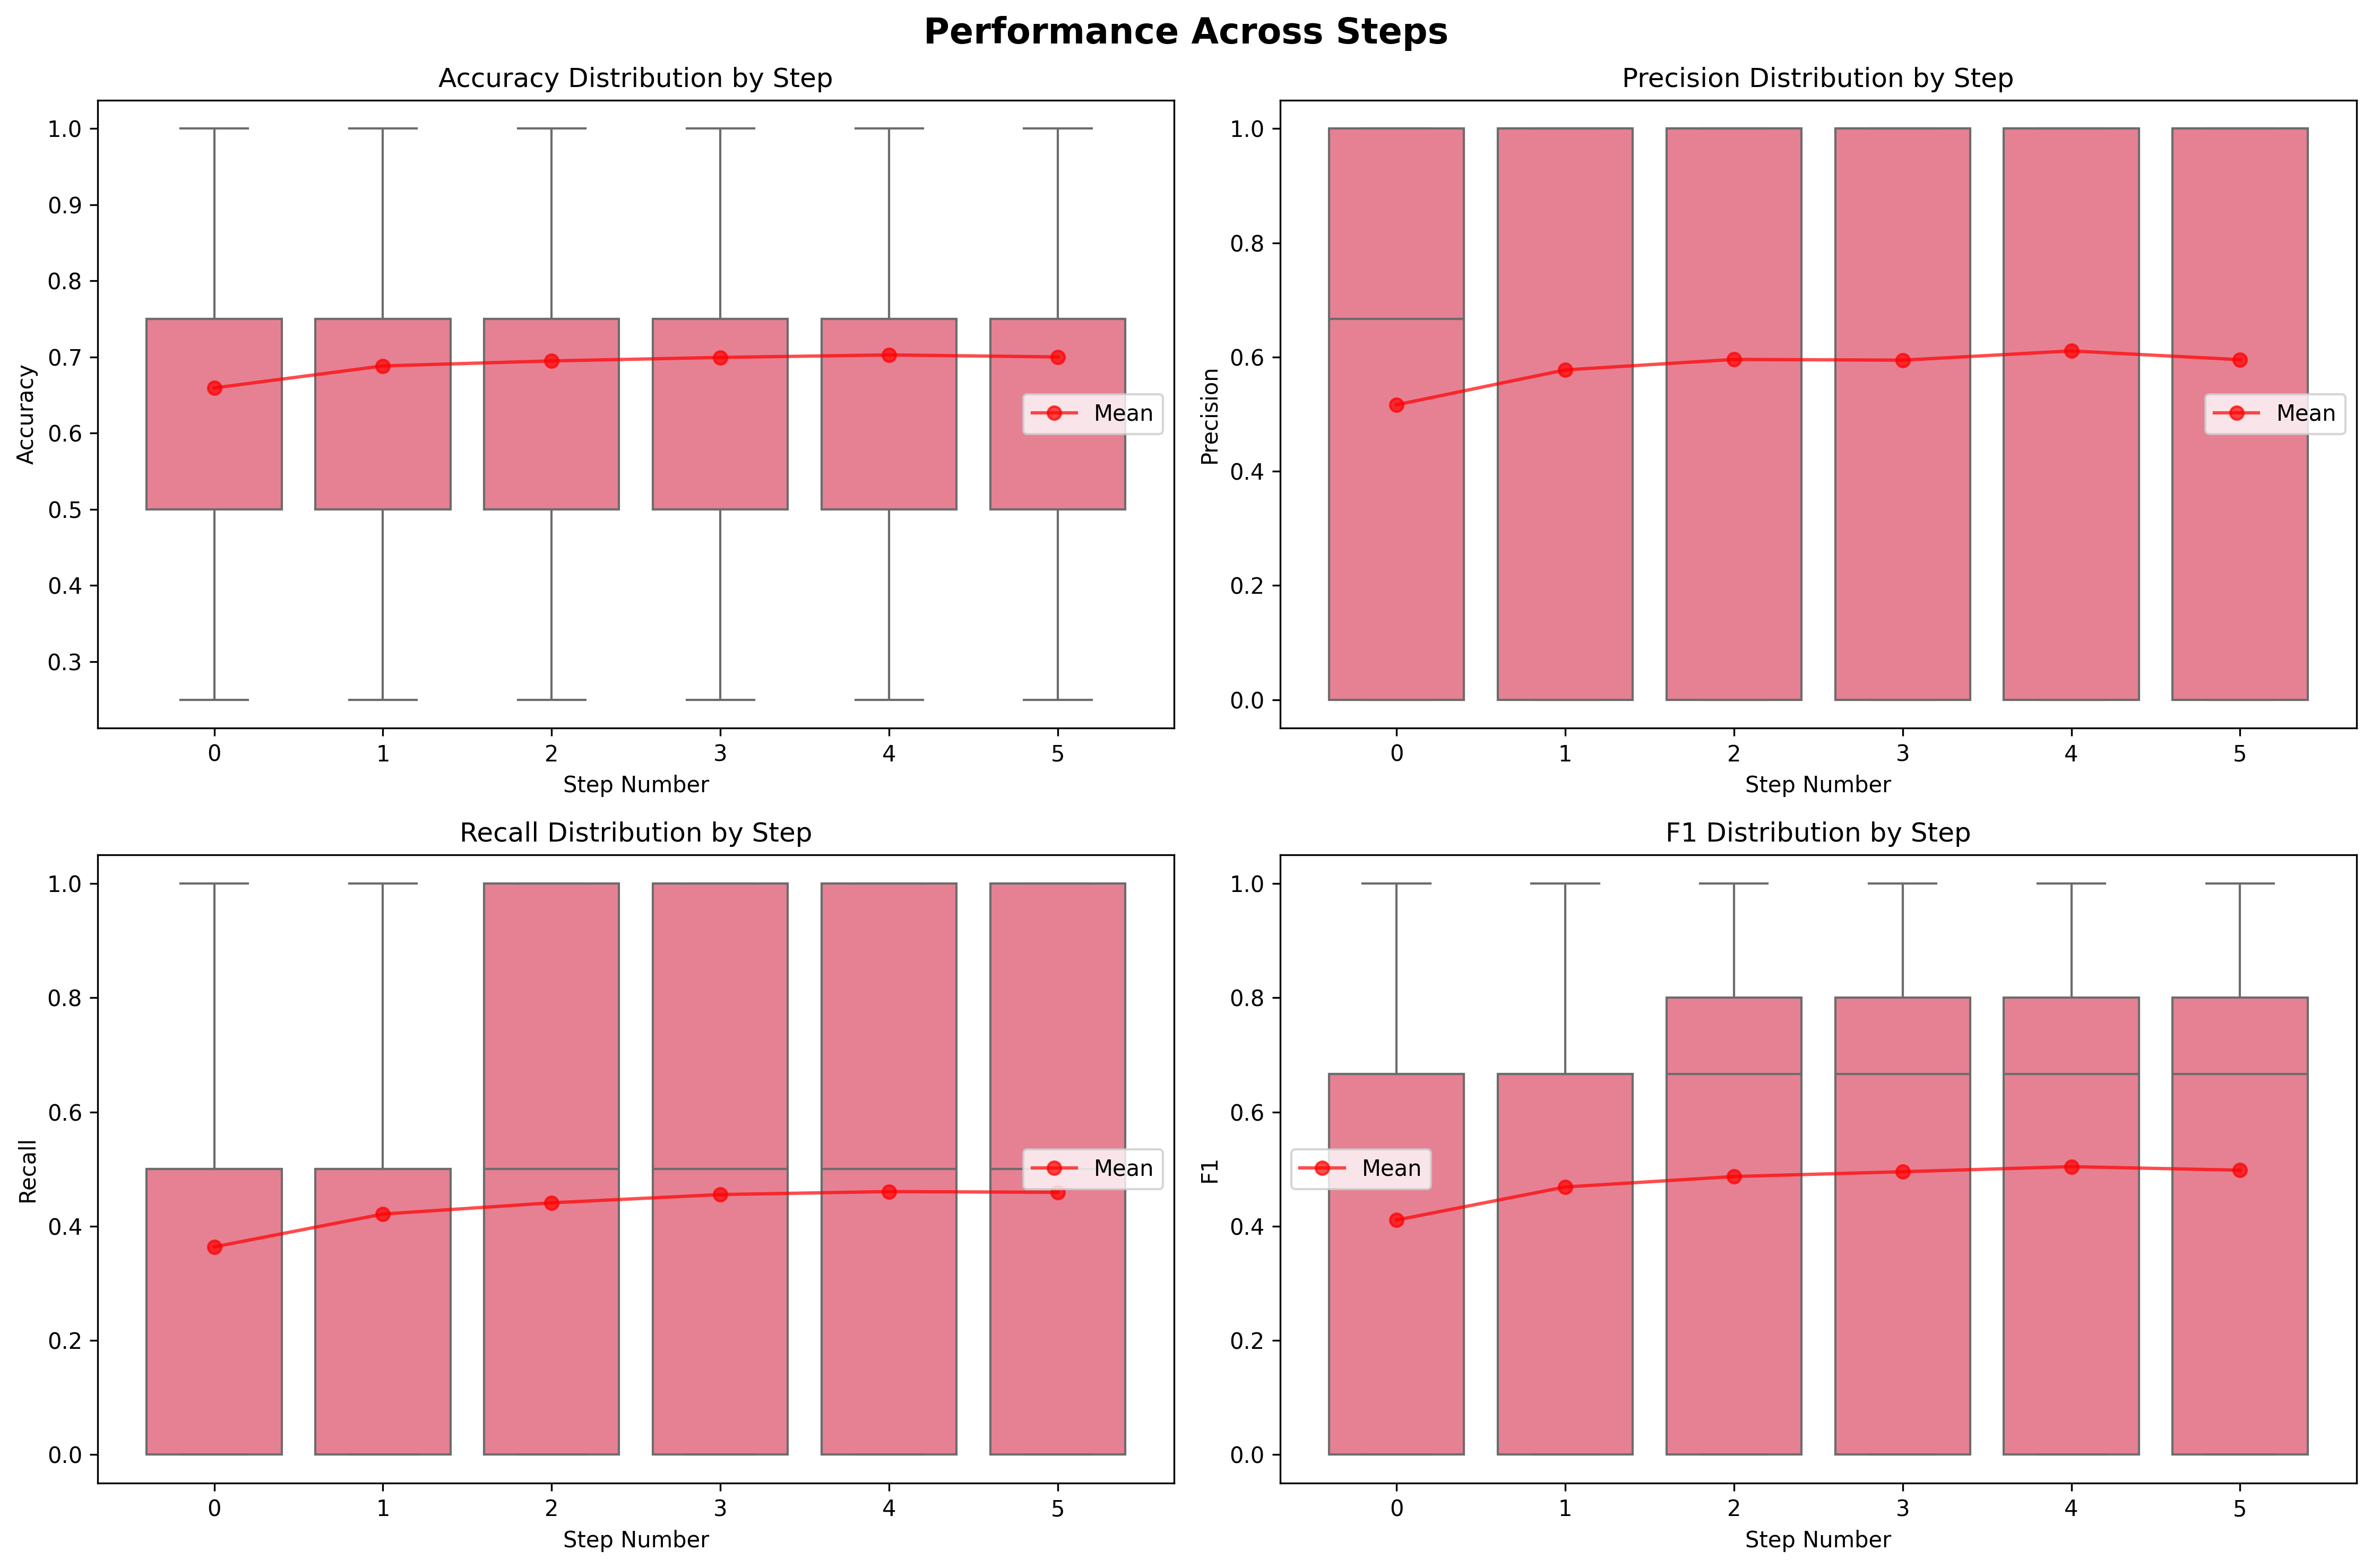 Performance Across Steps
Accuracy Distribution by Step
Accuracy
1.0
0.9
0.8
0.7
0.6
0.5
0.4
0.3
Mean
0 1 2 3 4 5
Step Number
Precision Distribution by Step
Precision
1.0
0.8
0.6
0.4
0.2
0.0
Mean
0 1 2 3 4 5
Step Number
Recall Distribution by Step
Recall
1.0
0.8
0.6
0.4
0.2
0.0
Mean
0 1 2 3 4 5
Step Number
F1 Distribution by Step
F1
1.0
0.8
0.6
0.4
0.2
0.0
Mean
0 1 2 3 4 5
Step Number